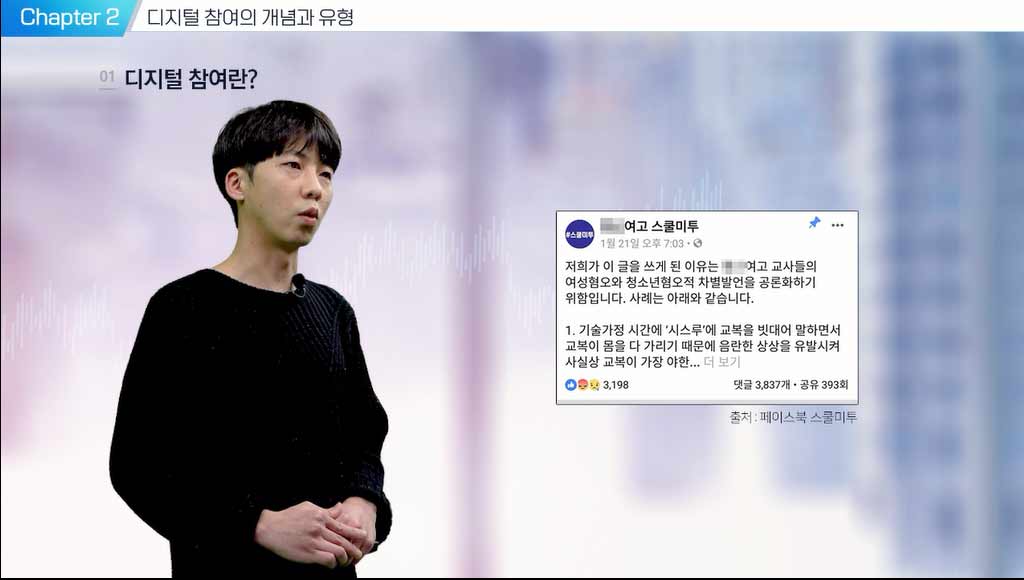 Chapter 2
디지털 참여의 개념과 유형
01 디지털 참여란?
#스쿨미투
여고 스쿨미투
1월 21일 오후 7:03 ·
저희가 이 글을 쓰게 된 이유는 여고 교사들의
여성혐오와 청소년혐오적 차별발언을 공론화하기
위함입니다. 사례는 아래와 같습니다.
1. 기술가정 시간에 '시스루'에 교복을 빗대어 말하면서
교복이 몸을 다 가리기 때문에 음란한 상상을 유발시켜
사실상 교복이 가장 야한... 더 보기
3,198
댓글 3,837개 · 공유 393회
출처 : 페이스북 스쿨미투